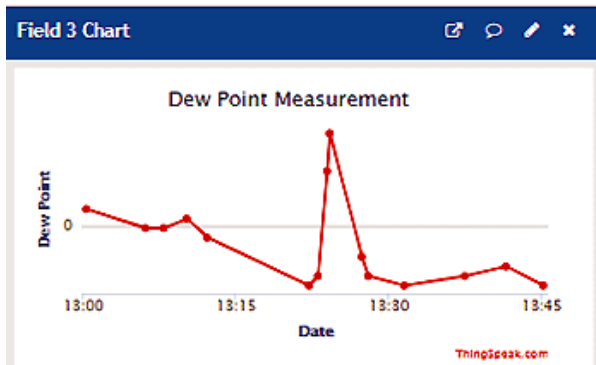 Field 3 Chart
Dew Point Measurement
Dew Point
0
13:00 13:15 13:30 13:45
Date
ThingSpeak.com